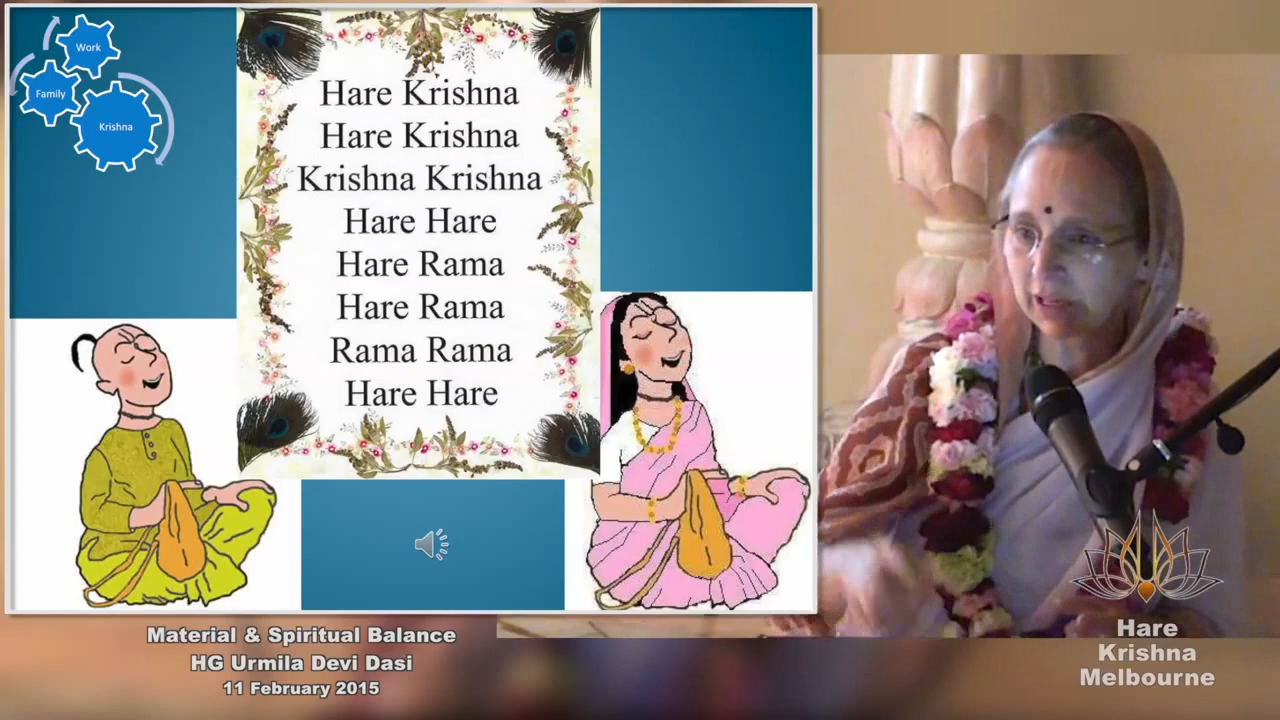 Work
Family
Krishna
Hare Krishna
Hare Krishna
Krishna Krishna
Hare Hare
Hare Rama
Hare Rama
Rama Rama
Hare Hare
Material & Spiritual Balance
HG Urmila Devi Dasi
11 February 2015
Hare
Krishna
Melbourne